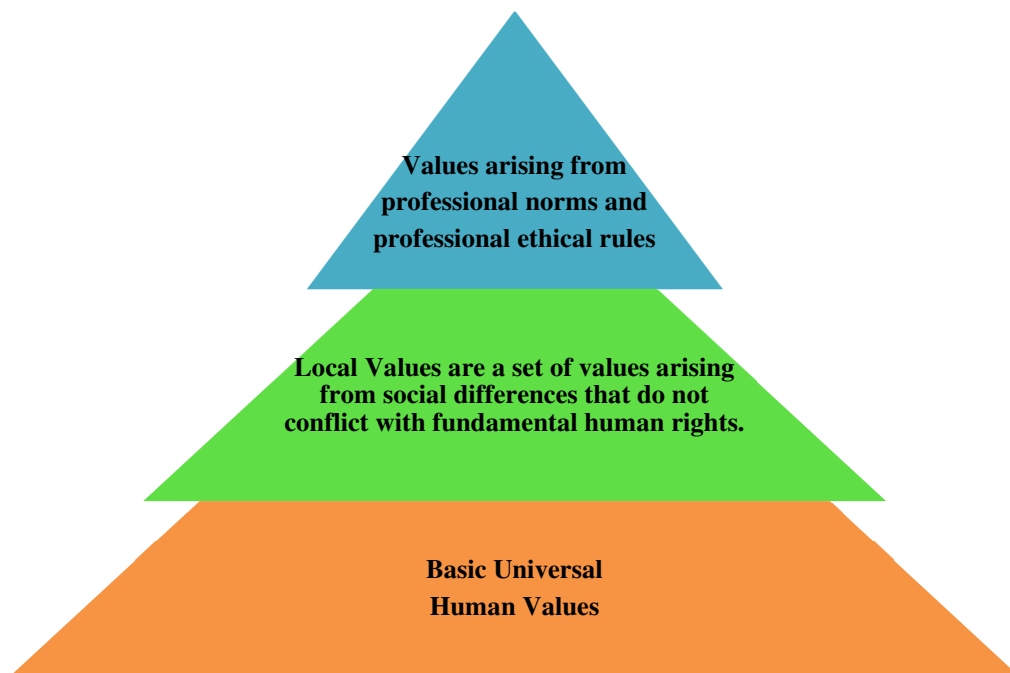 Values arising from
professional norms and
professional ethical rules
Local Values are a set of values arising
from social differences that do not
conflict with fundamental human rights.
Basic Universal
Human Values